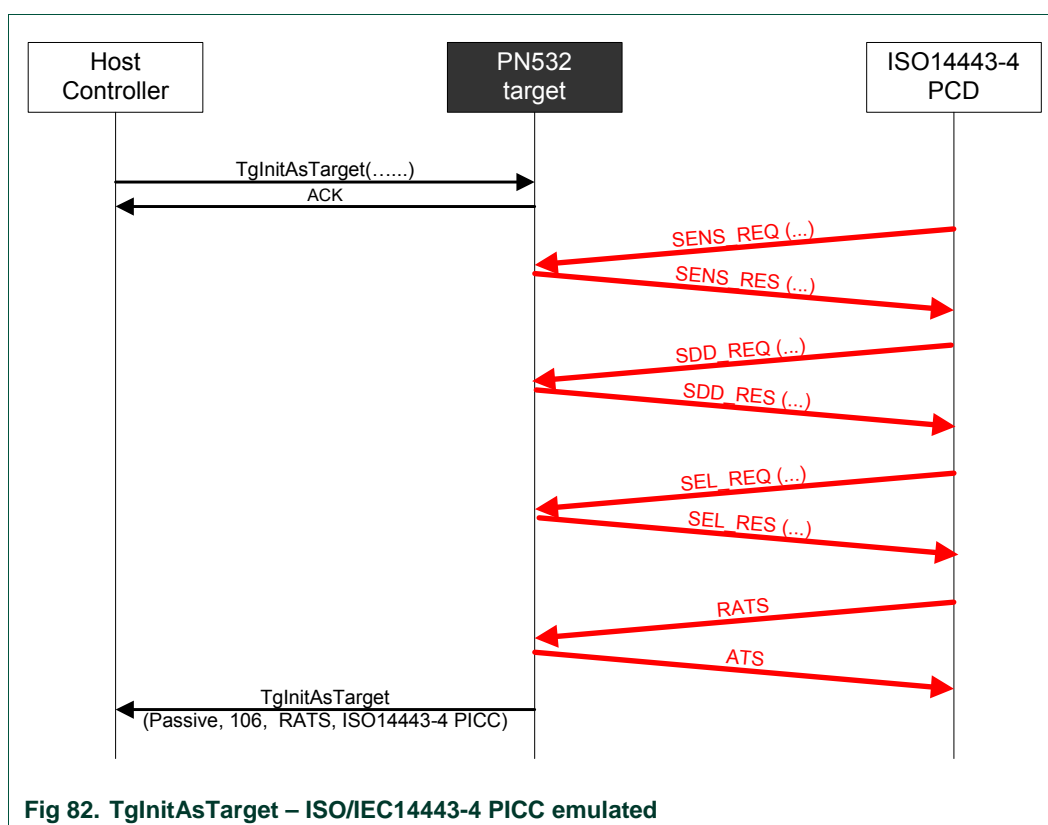 Host
Controller
PN532
target
ISO14443-4
PCD
TgInitAsTarget(…...)
ACK
SENS_REQ (...)
SENS_RES (...)
SDD_REQ (...)
SDD_RES (...)
SEL_REQ (...)
SEL_RES (...)
RATS
ATS
TgInitAsTarget
(Passive, 106, RATS, ISO14443-4 PICC)
Fig 82. TgInitAsTarget – ISO/IEC14443-4 PICC emulated